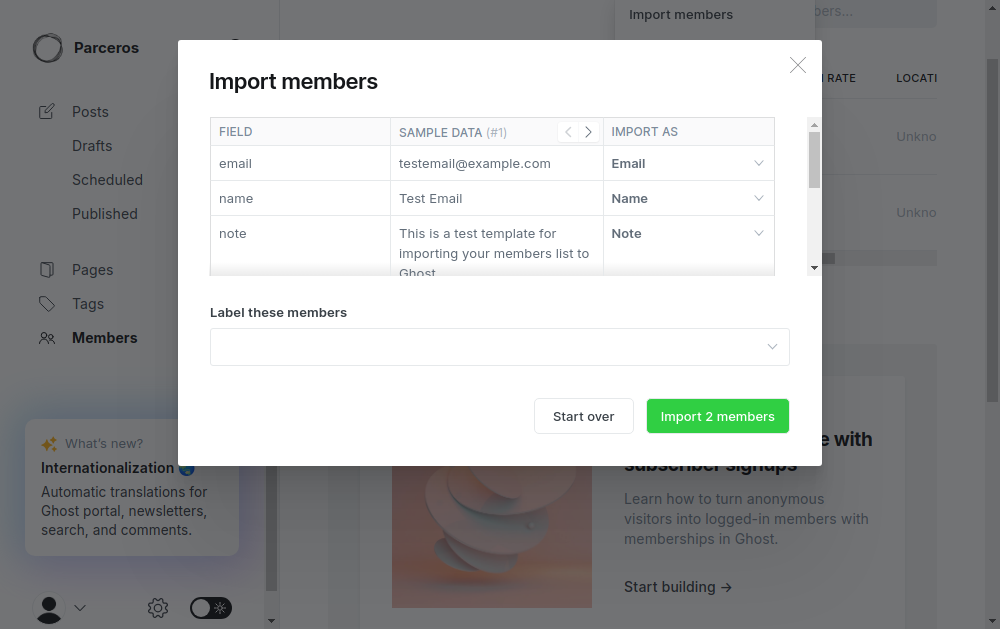 Import members
bers...
Parceros
Import members
RATE
LOCATI
FIELD
SAMPLE DATA (#1)
IMPORT AS
Posts
email
testemail@example.com
Email
Unkno
Drafts
Scheduled
name
Test Email
Name
Published
Unkno
note
This is a test template for
Note
importing your members list to
Ghost
Pages
Tags
Label these members
Members
Start over
Import 2 members
What's new?
e with
Internationalization
subscriber signups
Automatic translations for
Ghost portal, newsletters,
search, and comments.
Learn how to turn anonymous
visitors into logged-in members with
memberships in Ghost.
Start building →